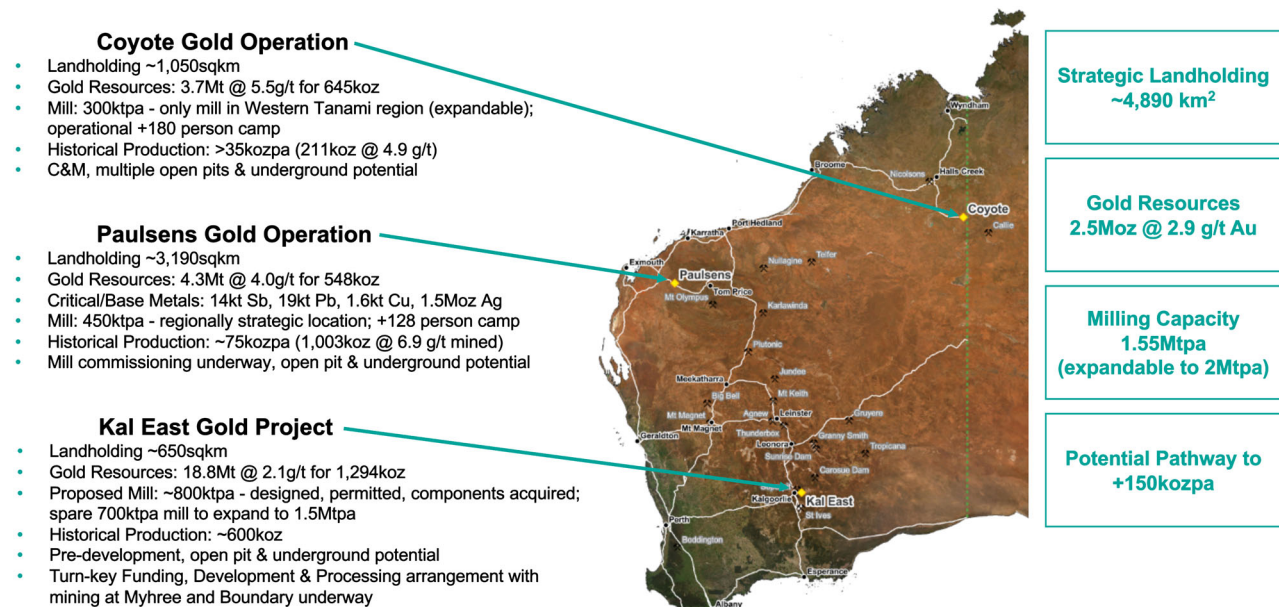 Coyote Gold Operation
• Landholding ~1,050sqkm
• Gold Resources: 3.7Mt @ 5.5g/t for 645koz
• Mill: 300ktpa - only mill in Western Tanami region (expandable);
operational +180 person camp
• Historical Production: >35kozpa (211koz @ 4.9 g/t)
• C&M, multiple open pits & underground potential
Paulsens Gold Operation
• Landholding ~3,190sqkm
• Gold Resources: 4.3Mt @ 4.0g/t for 548koz
• Critical/Base Metals: 14kt Sb, 19kt Pb, 1.6kt Cu, 1.5Moz Ag
• Mill: 450ktpa - regionally strategic location; +128 person camp
• Historical Production: ~75kozpa (1,003koz @ 6.9 g/t mined)
• Mill commissioning underway, open pit & underground potential
Kal East Gold Project
• Landholding ~650sqkm
• Gold Resources: 18.8Mt @ 2.1g/t for 1,294koz
• Proposed Mill: ~800ktpa - designed, permitted, components acquired;
spare 700ktpa mill to expand to 1.5Mtpa
• Historical Production: ~600koz
• Pre-development, open pit & underground potential
• Turn-key Funding, Development & Processing arrangement with
mining at Myhree and Boundary underway
Wyndham
Broome
Nicolsons
Halls Creek
Coyote
Callie
Port Hedland
Karratha
Exmouth
Paulsens
Nullagine
Telfer
Tom Price
Mt Olympus
Karlawinda
Plutonic
Meekatharra
Jundee
Big Bell
Mt Keith
Mt Magnet
Agnew
Leinster
Gruyere
Mt Magnet
Geraldton
Thunderbox
Granny Smith
Leonora
Tropicana
Sunrise Dam
Carosue Dam
Kalgoorlie
Kal East
St Ives
Perth
Boddington
Esperance
Albany
Strategic Landholding
~4,890 km²
Gold Resources
2.5Moz @ 2.9 g/t Au
Milling Capacity
1.55Mtpa
(expandable to 2Mtpa)
Potential Pathway to
+150kozpa